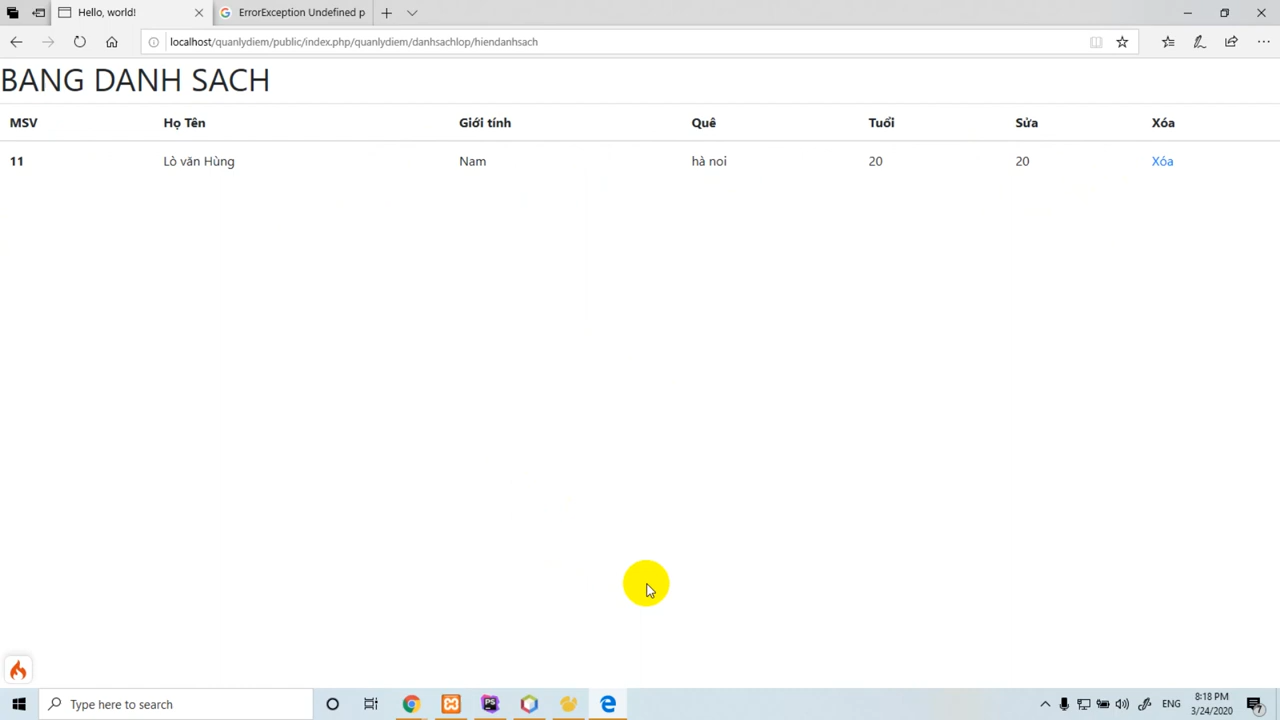 Hello, world!
ErrorException Undefined p
localhost/quanlydiem/public/index.php/quanlydiem/danhsachlop/hiendanhsach
BANG DANH SACH
MSV Họ Tên Giới tính Quê Tuổi Sửa Xóa
11 Lò văn Hùng Nam hà noi 20 20 Xóa
Type here to search
PS
ENG
8:18 PM
3/24/2020
7